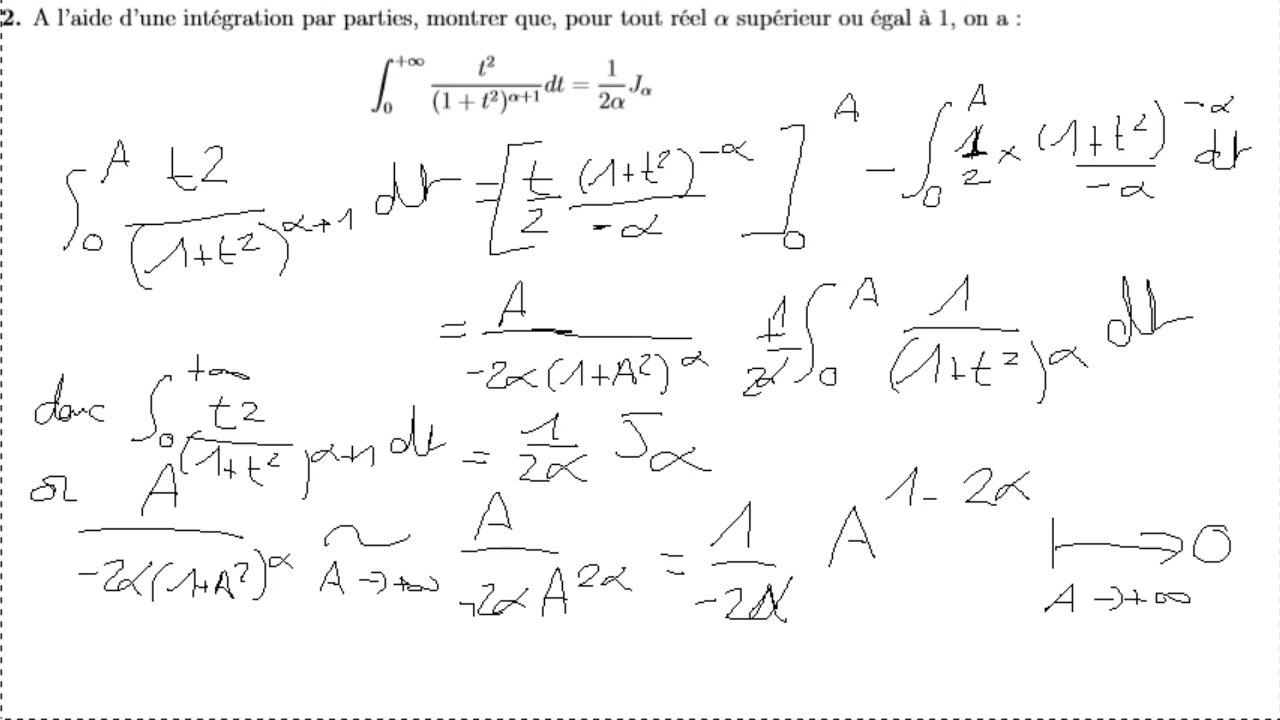 2. A l'aide d'une intégration par parties, montrer que, pour tout réel α supérieur ou égal à 1, on a :
∫₀^{+∞} t²/(1 + t²)^{α+1} dt = 1/(2α) J_α
∫₀^A t2/(1+t²)^{α+1} dt = [t/2 (1+t²)^{-α}/(-α)]₀^A - ∫₀^A 1/2 × (1+t²)^{-α}/(-α) dt
= A/(-2α(1+A²)^α) + 1/(2α) ∫₀^A 1/(1+t²)^α dt
donc ∫₀^{+∞} t2/(1+t²)^{α+1} dt = 1/(2α) J_α
or A/(-2α(1+A²)^α) ~_{A→+∞} A/(-2αA^{2α}) = 1/(-2α) A^{1-2α} ⟼_{A→+∞} 0